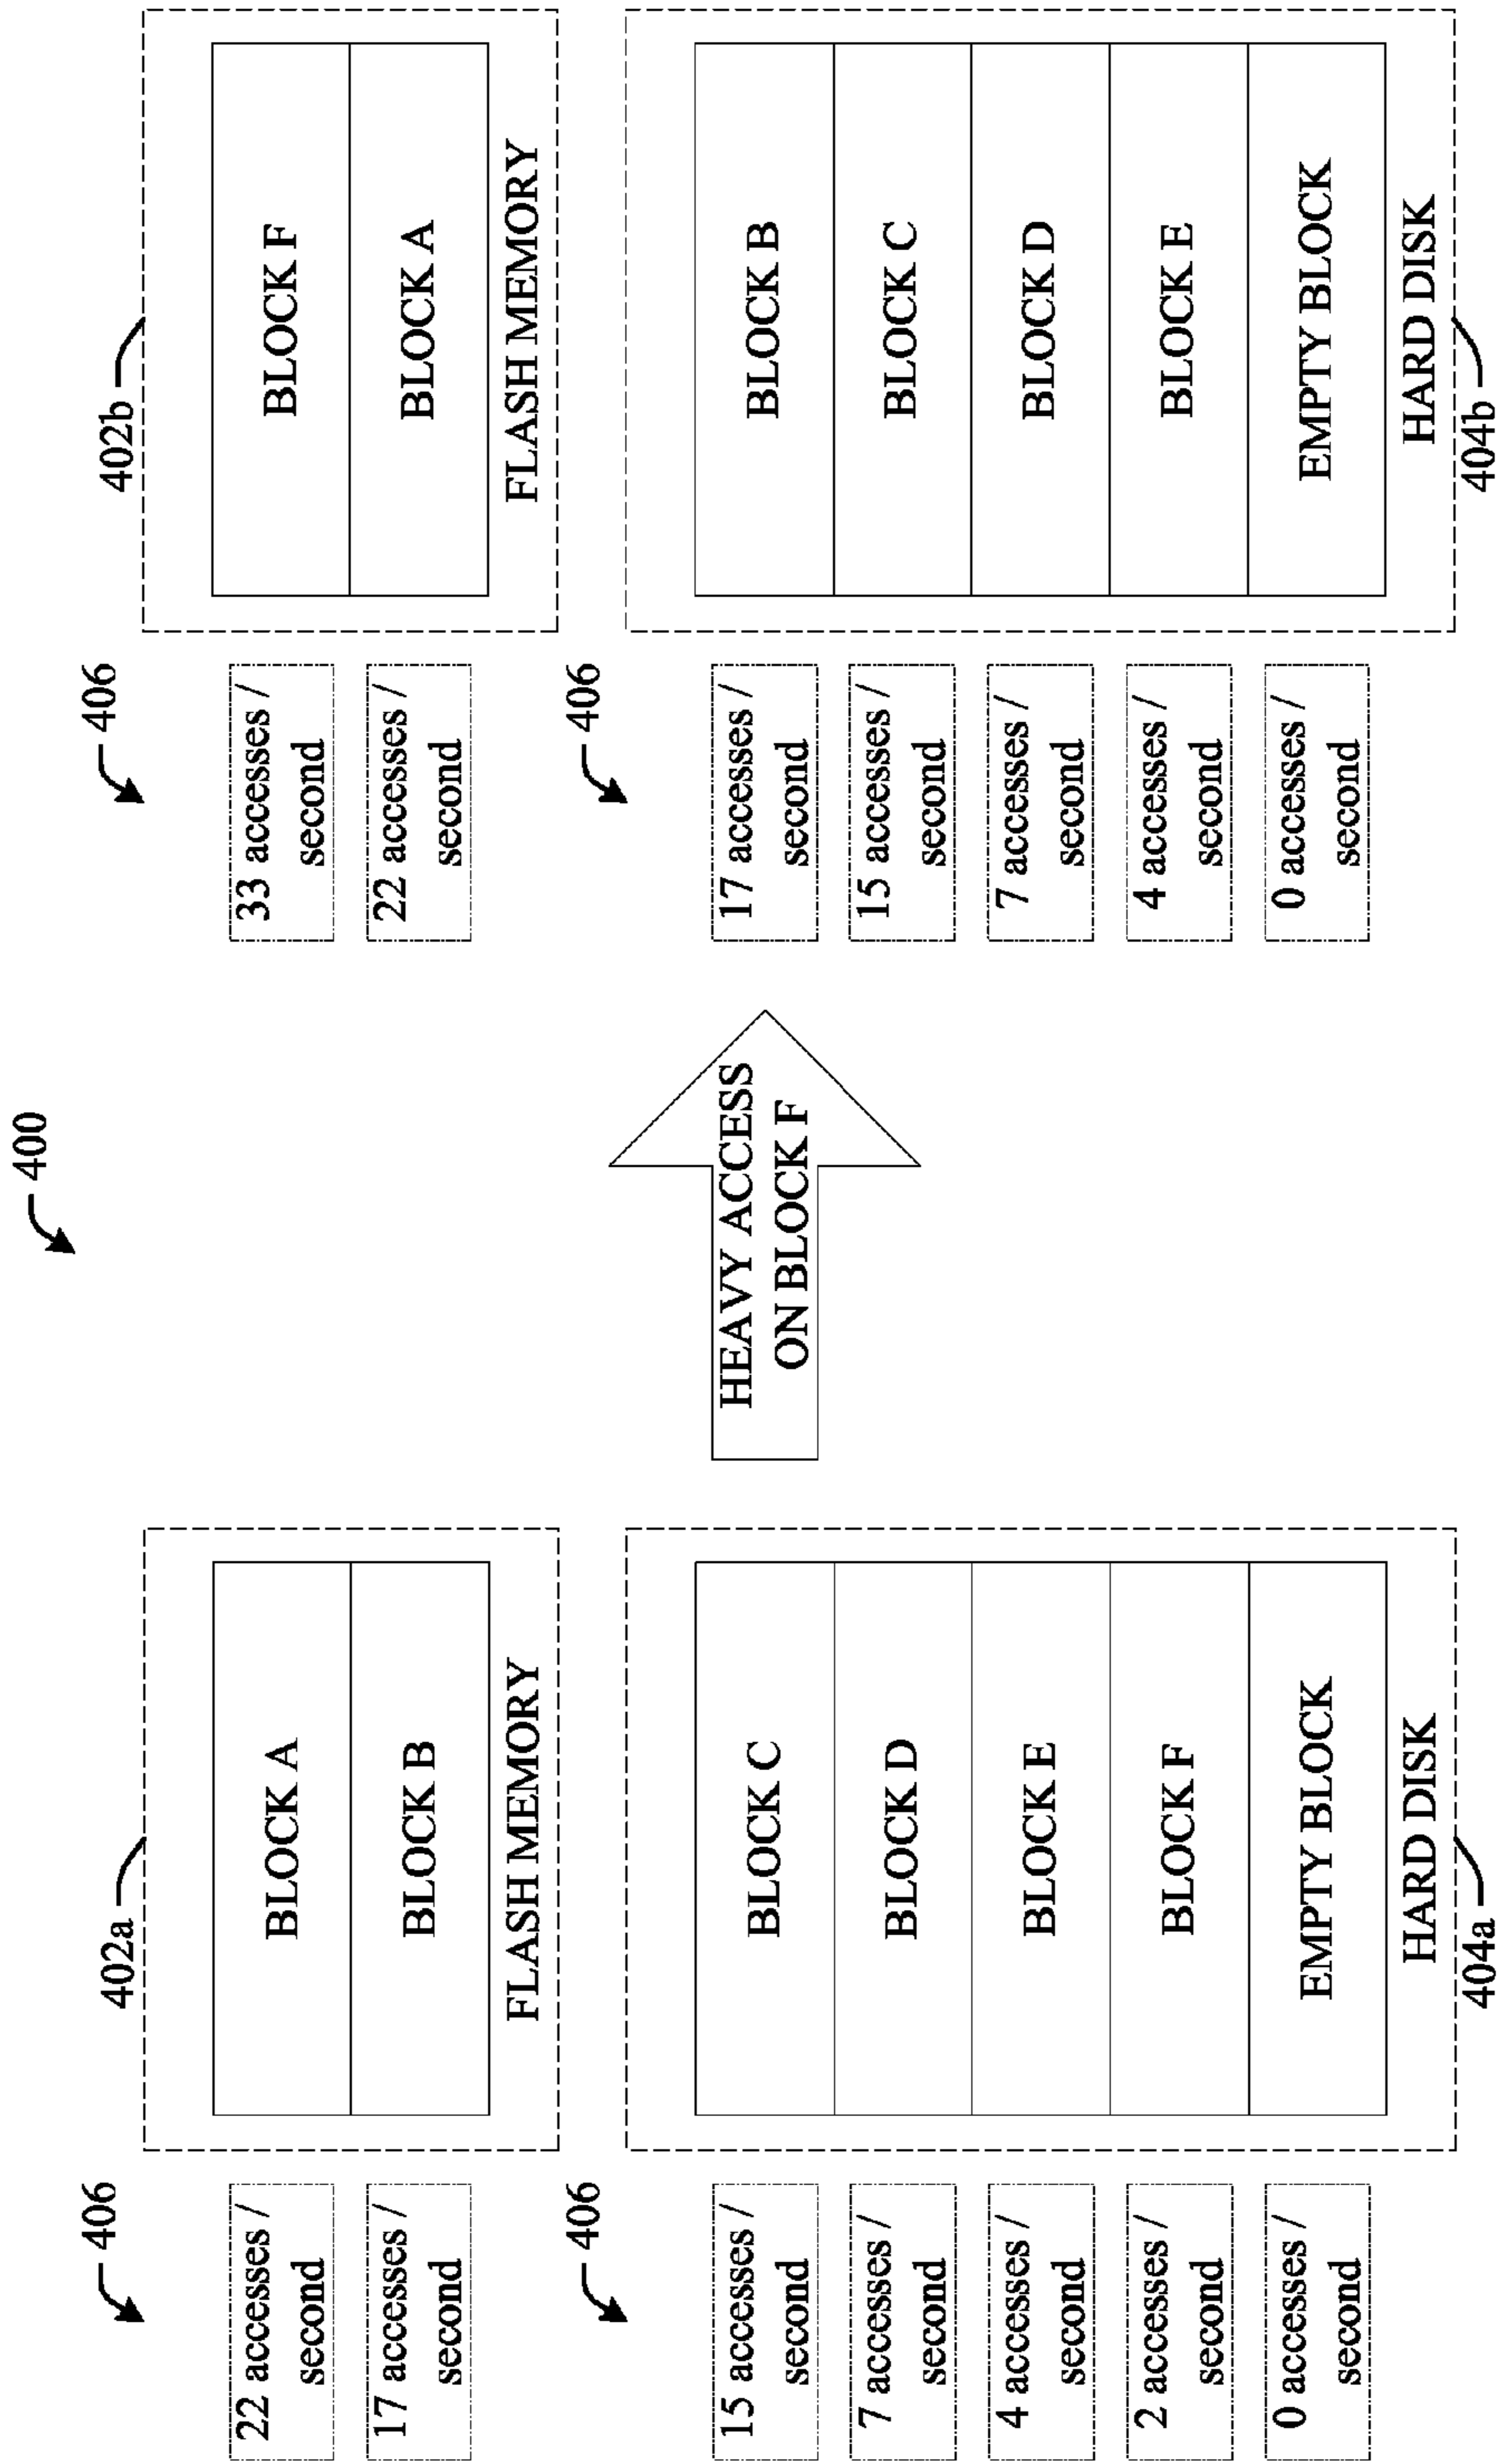 400
406
22 accesses /
second
17 accesses /
second
402a
BLOCK A
BLOCK B
FLASH MEMORY
406
15 accesses /
second
7 accesses /
second
4 accesses /
second
2 accesses /
second
0 accesses /
second
BLOCK C
BLOCK D
BLOCK E
BLOCK F
EMPTY BLOCK
HARD DISK
404a
HEAVY ACCESS
ON BLOCK F
406
33 accesses /
second
22 accesses /
second
402b
BLOCK F
BLOCK A
FLASH MEMORY
406
17 accesses /
second
15 accesses /
second
7 accesses /
second
4 accesses /
second
0 accesses /
second
BLOCK B
BLOCK C
BLOCK D
BLOCK E
EMPTY BLOCK
HARD DISK
404b